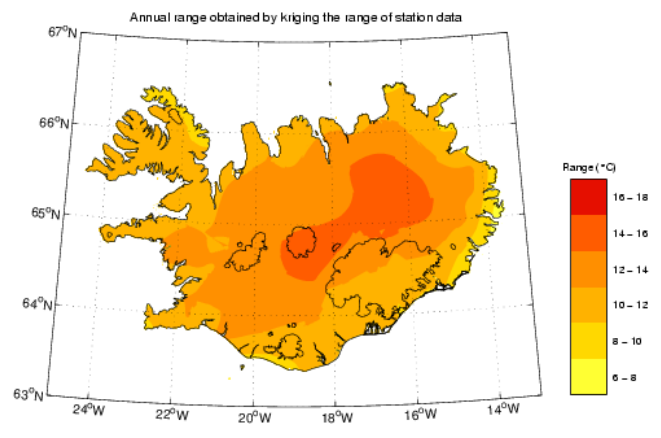 Annual range obtained by kriging the range of station data
67°N
66°N
65°N
64°N
63°N
24°W 22°W 20°W 18°W 16°W 14°W
Range (°C)
16 – 18
14 – 16
12 – 14
10 – 12
8 – 10
6 – 8